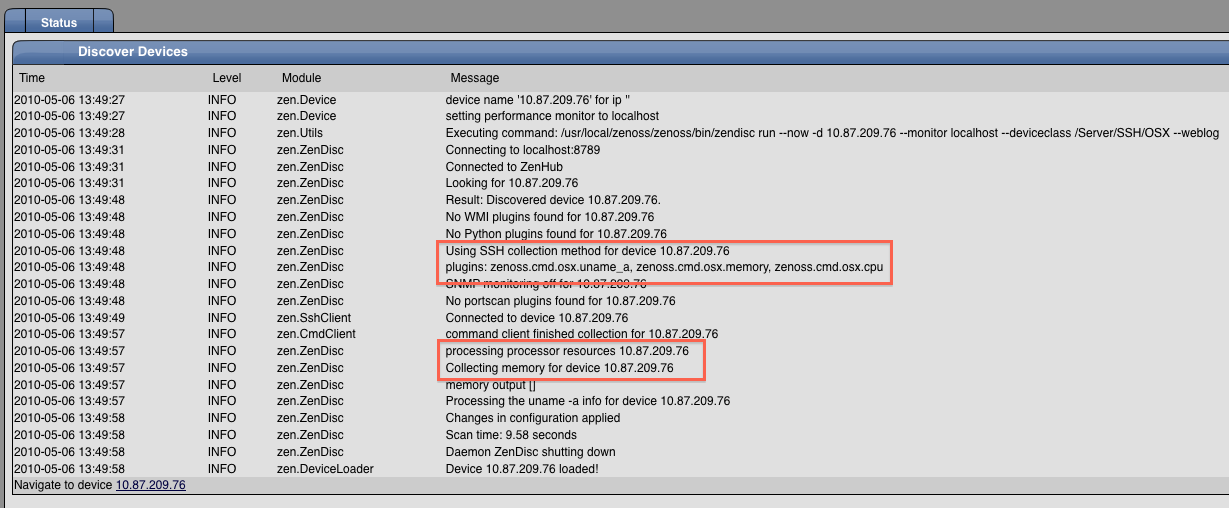 Status
Discover Devices
Time Level Module Message
2010-05-06 13:49:27 INFO zen.Device device name '10.87.209.76' for ip ''
2010-05-06 13:49:27 INFO zen.Device setting performance monitor to localhost
2010-05-06 13:49:28 INFO zen.Utils Executing command: /usr/local/zenoss/zenoss/bin/zendisc run --now -d 10.87.209.76 --monitor localhost --deviceclass /Server/SSH/OSX --weblog
2010-05-06 13:49:31 INFO zen.ZenDisc Connecting to localhost:8789
2010-05-06 13:49:31 INFO zen.ZenDisc Connected to ZenHub
2010-05-06 13:49:31 INFO zen.ZenDisc Looking for 10.87.209.76
2010-05-06 13:49:48 INFO zen.ZenDisc Result: Discovered device 10.87.209.76.
2010-05-06 13:49:48 INFO zen.ZenDisc No WMI plugins found for 10.87.209.76
2010-05-06 13:49:48 INFO zen.ZenDisc No Python plugins found for 10.87.209.76
2010-05-06 13:49:48 INFO zen.ZenDisc Using SSH collection method for device 10.87.209.76
2010-05-06 13:49:48 INFO zen.ZenDisc plugins: zenoss.cmd.osx.uname_a, zenoss.cmd.osx.memory, zenoss.cmd.osx.cpu
2010-05-06 13:49:48 INFO zen.ZenDisc SNMP monitoring off for 10.87.209.76
2010-05-06 13:49:48 INFO zen.ZenDisc No portscan plugins found for 10.87.209.76
2010-05-06 13:49:49 INFO zen.SshClient Connected to device 10.87.209.76
2010-05-06 13:49:57 INFO zen.CmdClient command client finished collection for 10.87.209.76
2010-05-06 13:49:57 INFO zen.ZenDisc processing processor resources 10.87.209.76
2010-05-06 13:49:57 INFO zen.ZenDisc Collecting memory for device 10.87.209.76
2010-05-06 13:49:57 INFO zen.ZenDisc memory output []
2010-05-06 13:49:57 INFO zen.ZenDisc Processing the uname -a info for device 10.87.209.76
2010-05-06 13:49:58 INFO zen.ZenDisc Changes in configuration applied
2010-05-06 13:49:58 INFO zen.ZenDisc Scan time: 9.58 seconds
2010-05-06 13:49:58 INFO zen.ZenDisc Daemon ZenDisc shutting down
2010-05-06 13:49:58 INFO zen.DeviceLoader Device 10.87.209.76 loaded!
Navigate to device 10.87.209.76